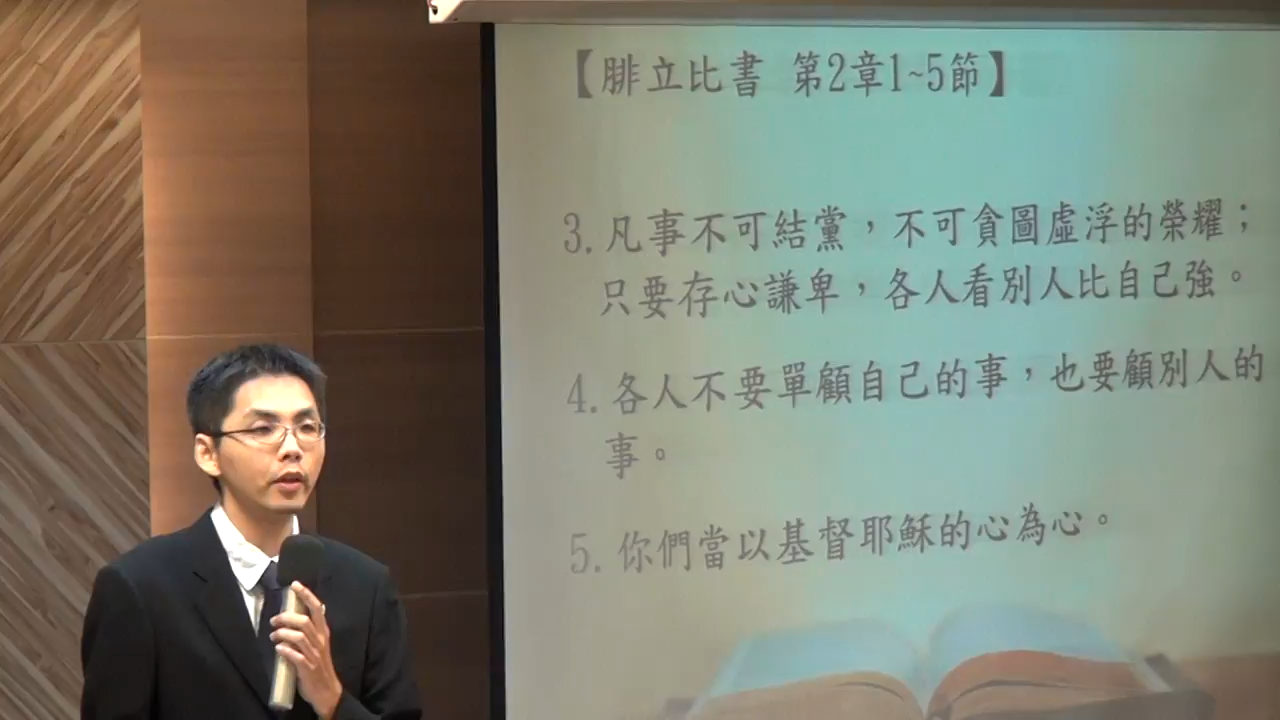 【腓立比書 第2章1~5節】
3. 凡事不可結黨，不可貪圖虛浮的榮耀；
只要存心謙卑，各人看別人比自己強。
4. 各人不要單顧自己的事，也要顧別人的
事。
5. 你們當以基督耶穌的心為心。